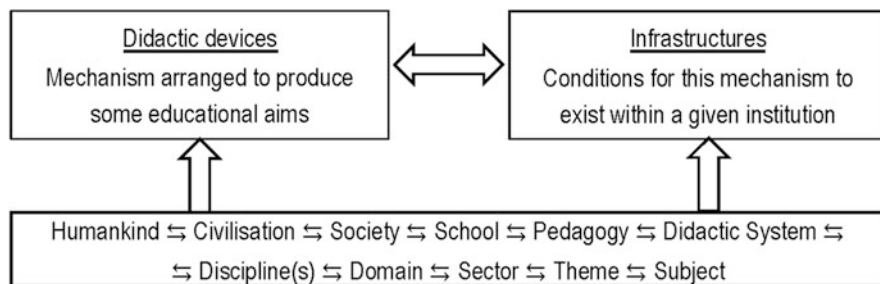 Didactic devices
Mechanism arranged to produce
some educational aims
Infrastructures
Conditions for this mechanism to
exist within a given institution
Humankind ⇆ Civilisation ⇆ Society ⇆ School ⇆ Pedagogy ⇆ Didactic System ⇆
⇆ Discipline(s) ⇆ Domain ⇆ Sector ⇆ Theme ⇆ Subject